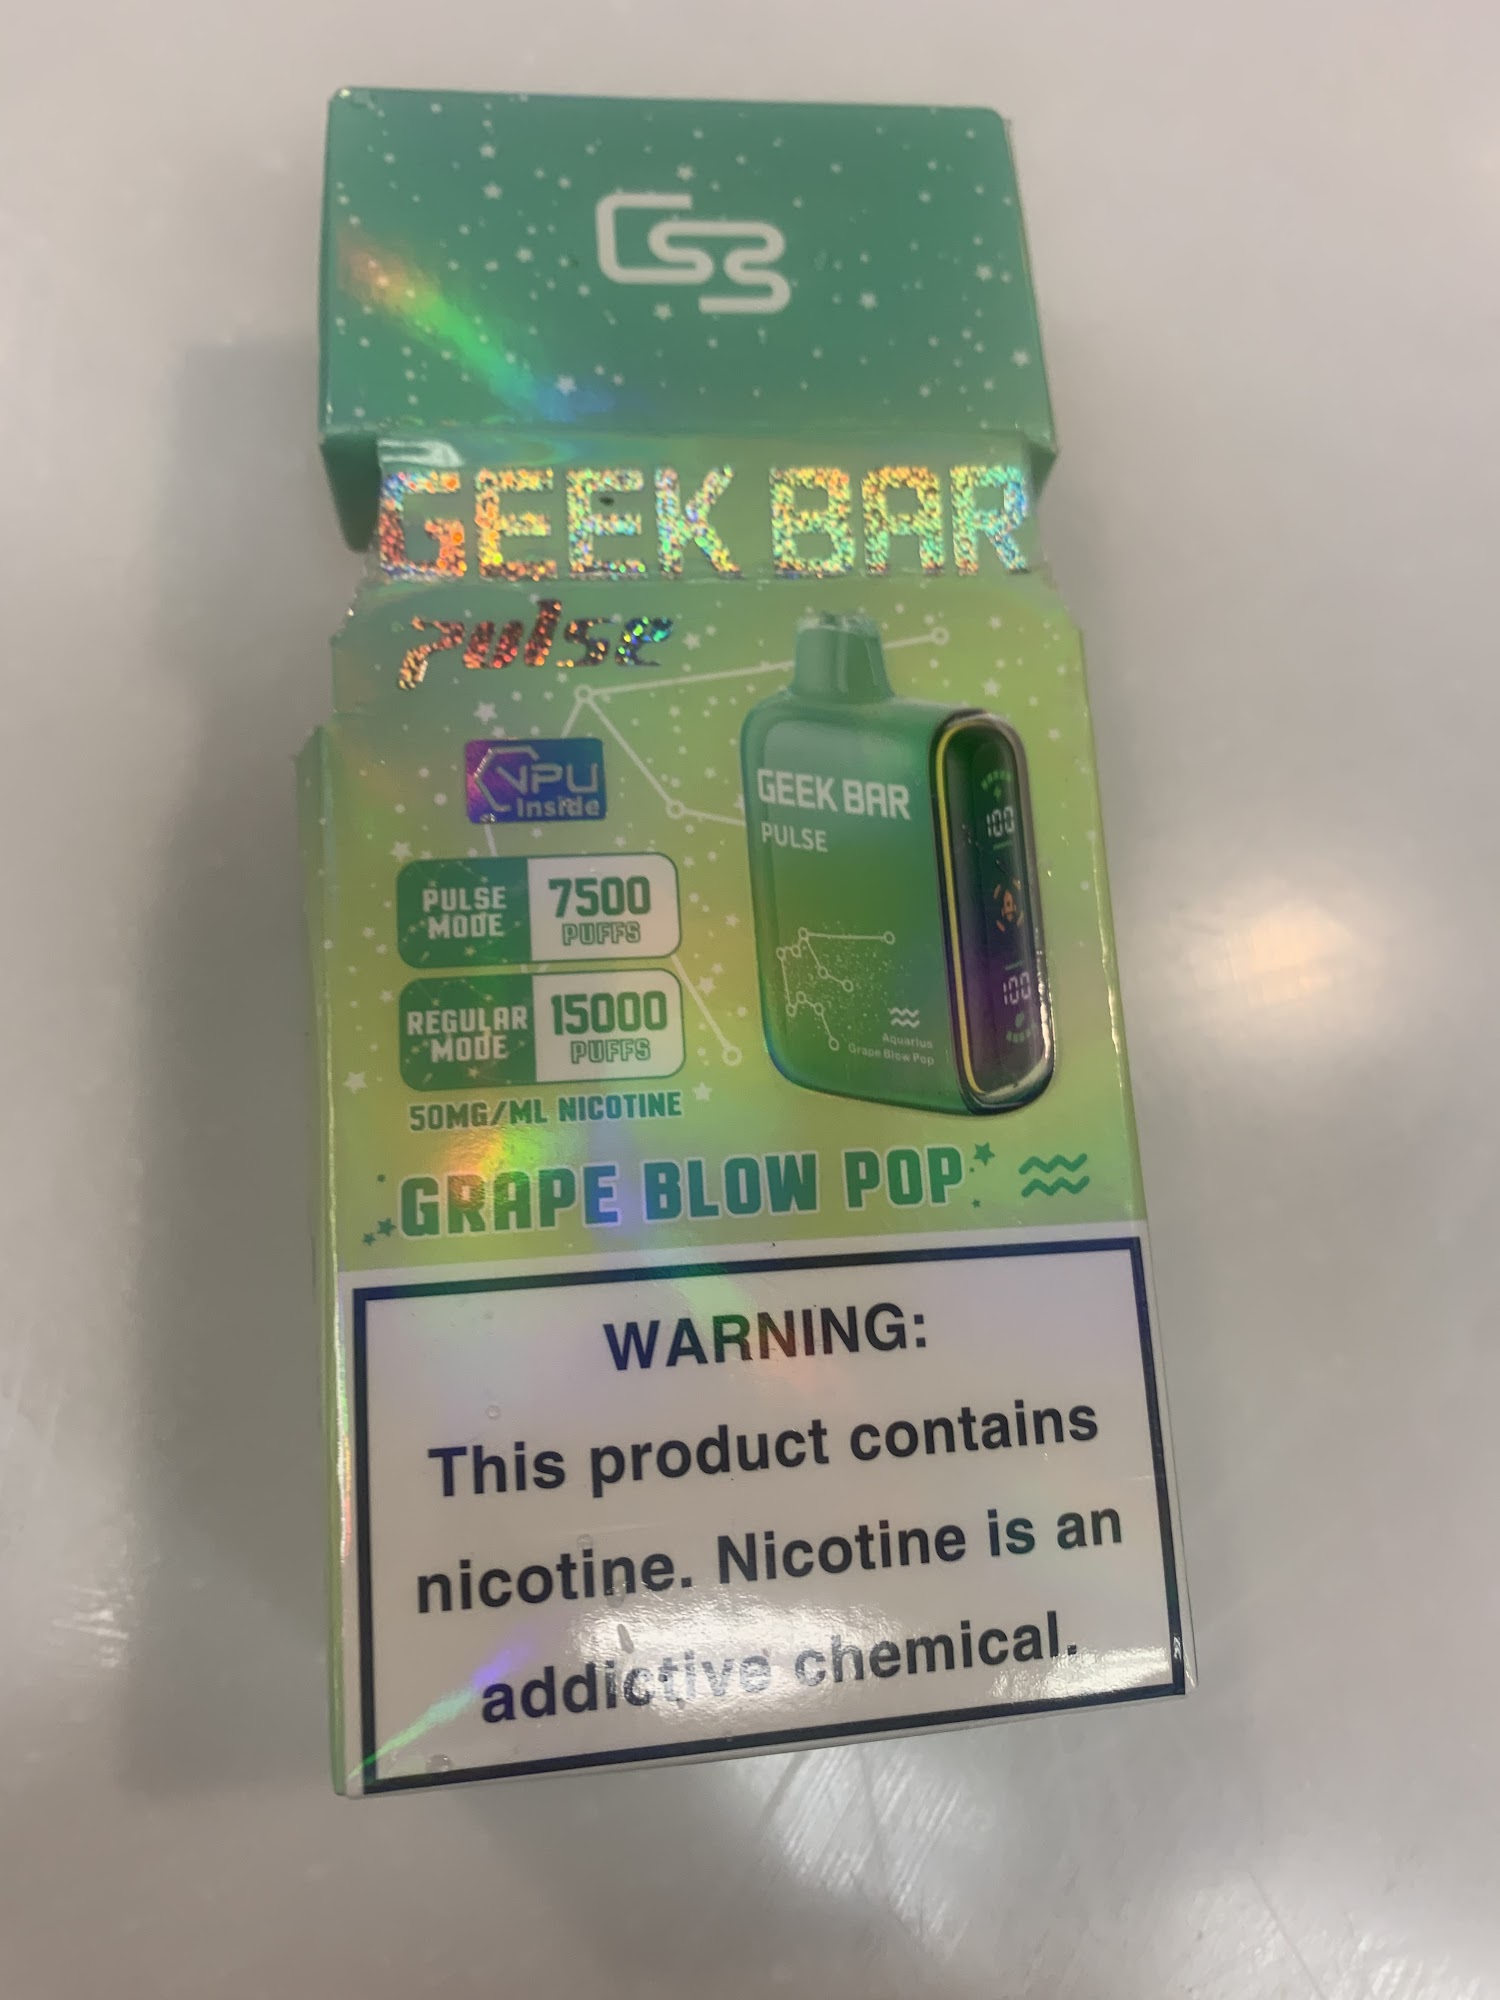 GB
GEEK BAR
pulse
VPU
Inside
PULSE
MODE
7500
PUFFS
REGULAR
MODE
15000
PUFFS
50MG/ML NICOTINE
GEEK BAR
PULSE
100
100
Aquarius
Grape Blow Pop
GRAPE BLOW POP
WARNING:
This product contains
nicotine. Nicotine is an
addictive chemical.